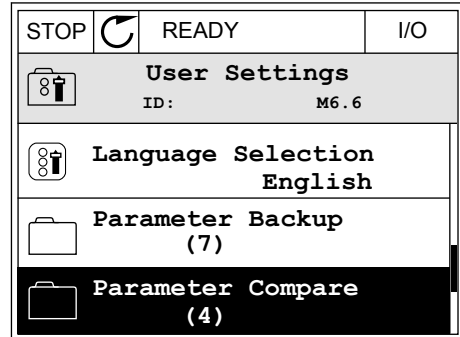 STOP READY I/O
User Settings
ID: M6.6
Language Selection
English
Parameter Backup
(7)
Parameter Compare
(4)